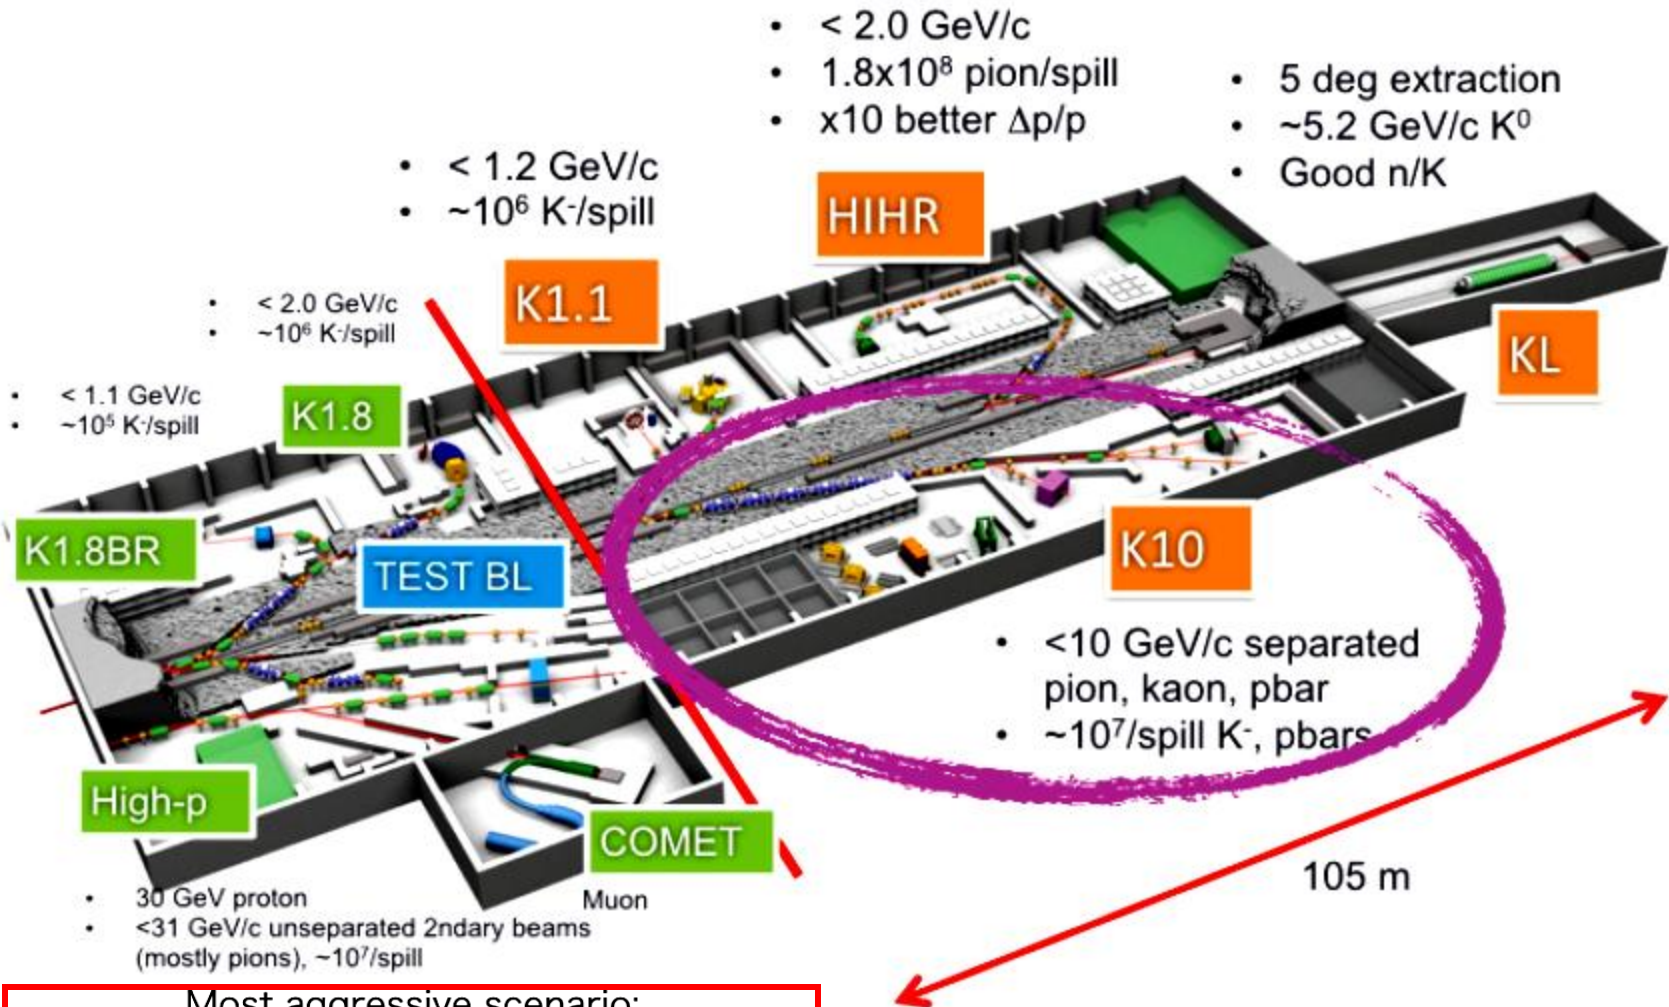 • < 2.0 GeV/c
• 1.8x10⁸ pion/spill
• x10 better Δp/p
• 5 deg extraction
• ~5.2 GeV/c K⁰
• Good n/K
• < 1.2 GeV/c
• ~10⁶ K⁻/spill
HIHR
K1.1
• < 2.0 GeV/c
• ~10⁶ K⁻/spill
KL
• < 1.1 GeV/c
• ~10⁵ K⁻/spill
K1.8
K1.8BR
TEST BL
K10
• <10 GeV/c separated
pion, kaon, pbar
• ~10⁷/spill K⁻, pbars
High-p
COMET
105 m
• 30 GeV proton
Muon
• <31 GeV/c unseparated 2ndary beams
(mostly pions), ~10⁷/spill
Most aggressive scenario: